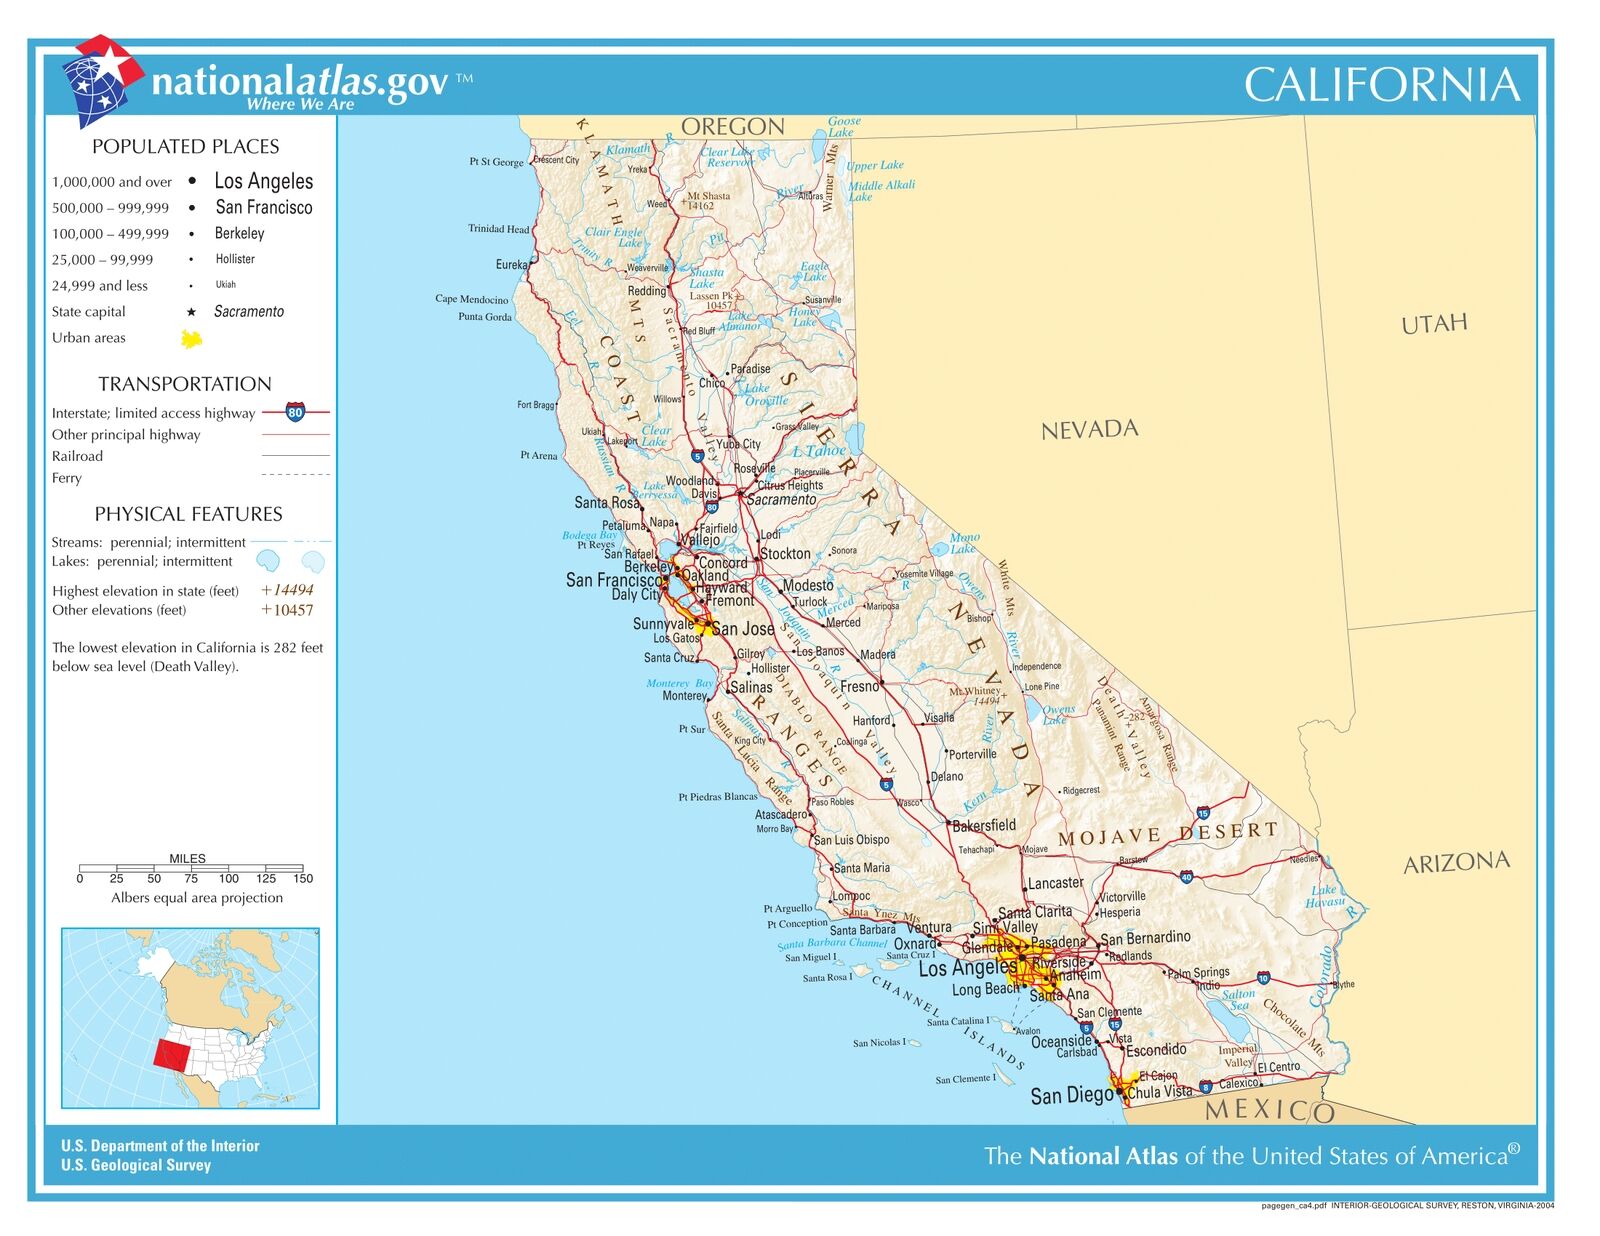 nationalatlas.gov ™
Where We Are
CALIFORNIA
POPULATED PLACES
1,000,000 and over Los Angeles
500,000 – 999,999 San Francisco
100,000 – 499,999 Berkeley
25,000 – 99,999 Hollister
24,999 and less Ukiah
State capital Sacramento
Urban areas
TRANSPORTATION
Interstate; limited access highway 80
Other principal highway
Railroad
Ferry
PHYSICAL FEATURES
Streams: perennial; intermittent
Lakes: perennial; intermittent
Highest elevation in state (feet) +14494
Other elevations (feet) +10457
The lowest elevation in California is 282 feet
below sea level (Death Valley).
MILES
0 25 50 75 100 125 150
Albers equal area projection
OREGON
NEVADA
UTAH
ARIZONA
MEXICO
Goose
Lake
Pt St George
Crescent City
KLAMATH MTS
Klamath R
Yreka
Clear Lake
Reservoir
Warner Mts
Upper Lake
Middle Alkali
Lake
Alturas
Weed
Mt Shasta
14162
River
Pit
Trinidad Head
Clair Engle
Lake
Trinity R
Eureka
Weaverville
Shasta
Lake
Eagle
Lake
Redding
Cape Mendocino
Punta Gorda
Lassen Pk
10457
Susanville
Honey
Lake
Lake
Almanor
Red Bluff
Eel R
COAST RANGES
Sacramento Valley
Paradise
Chico
Lake
Oroville
SIERRA NEVADA
Willows
Fort Bragg
Ukiah
Lakeport
Clear
Lake
Grass Valley
Yuba City
Pt Arena
Russian R
5
L Tahoe
Roseville
Placerville
Woodland
Citrus Heights
Davis
Sacramento
Lake
Berryessa
80
Santa Rosa
Petaluma
Napa
Fairfield
Bodega Bay
Pt Reyes
Vallejo
Lodi
San Rafael
Concord
Stockton
Sonora
Mono
Lake
Berkeley
Oakland
San Francisco
Hayward
Daly City
Fremont
Modesto
Turlock
Yosemite Village
Owens River
White Mts
Merced R
Mariposa
Merced
Bishop
Sunnyvale
San Jose
Los Gatos
San Joaquin R
San Joaquin Valley
Santa Cruz
Gilroy
Los Banos
Madera
Hollister
Independence
Monterey Bay
Salinas
Monterey
Fresno
Mt Whitney
14494
Lone Pine
DIABLO RANGE
Owens
Lake
Death Valley
-282
Panamint Range
Amargosa Range
Pt Sur
Salinas R
Santa Lucia Range
King City
Coalinga
Hanford
Visalia
Porterville
Delano
5
Pt Piedras Blancas
Paso Robles
Wasco
Kern River
Ridgecrest
Atascadero
Morro Bay
San Luis Obispo
Bakersfield
15
MOJAVE DESERT
Tehachapi
Mojave
Barstow
Needles
Santa Maria
40
Lancaster
Lake
Havasu
Lompoc
Pt Arguello
Santa Ynez Mts
Victorville
Hesperia
Pt Conception
Santa Barbara
Ventura
Santa Clarita
Simi Valley
Santa Barbara Channel
Oxnard
Glendale
Pasadena
San Bernardino
San Miguel I
Santa Cruz I
Redlands
Santa Rosa I
Los Angeles
Riverside
Anaheim
Palm Springs
Indio
10
Blythe
Colorado R
Long Beach
Santa Ana
CHANNEL ISLANDS
Salton
Sea
Chocolate Mts
San Clemente
Santa Catalina I
Avalon
5
15
San Nicolas I
Oceanside
Vista
Carlsbad
Escondido
Imperial
Valley
San Clemente I
El Cajon
El Centro
San Diego
Chula Vista
8
Calexico
U.S. Department of the Interior
U.S. Geological Survey
The National Atlas of the United States of America®
pagegen_ca4.pdf INTERIOR-GEOLOGICAL SURVEY, RESTON, VIRGINIA-2004